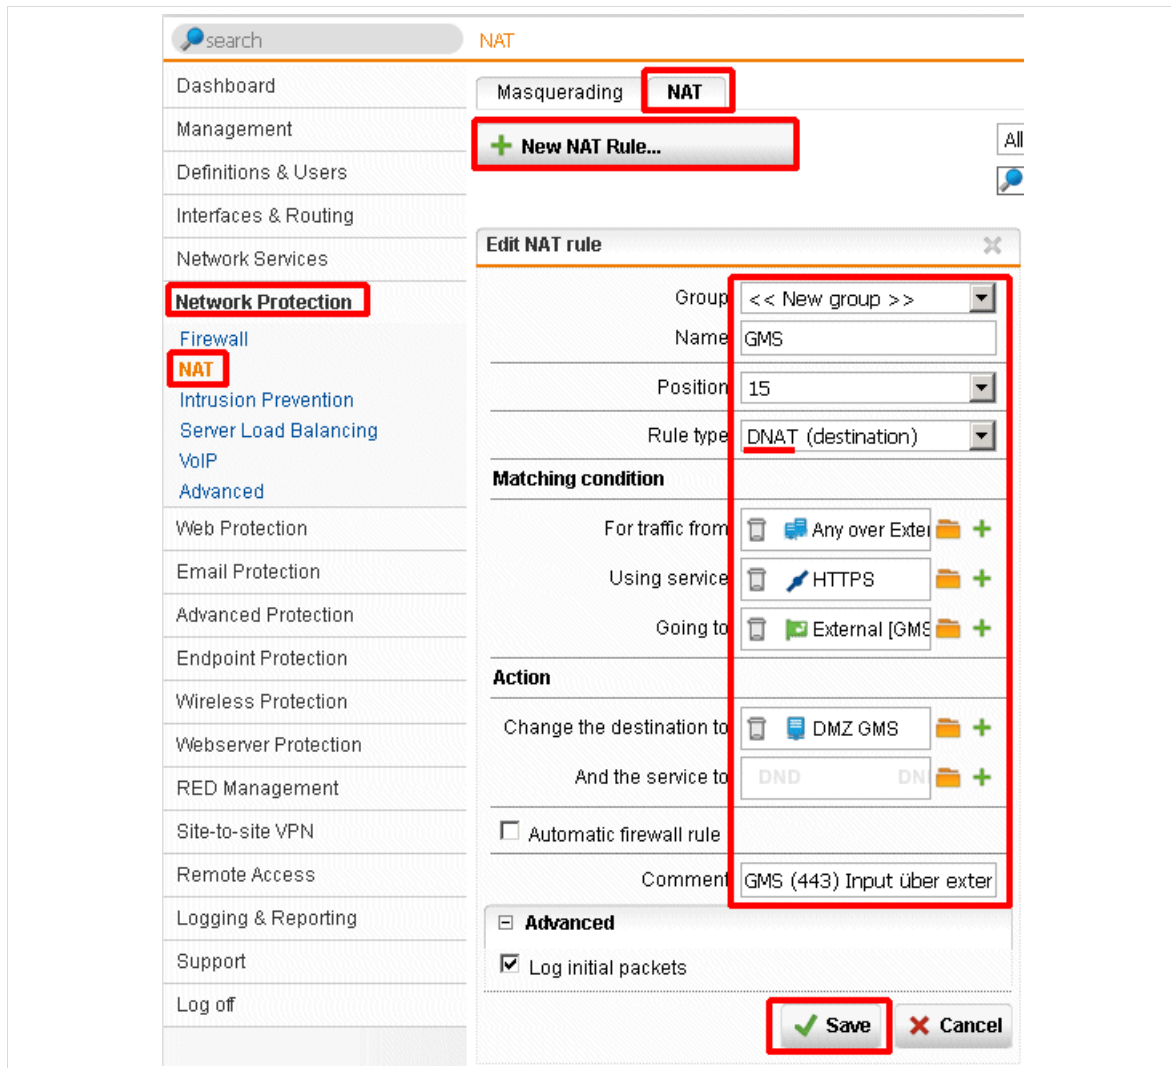 search
NAT
Dashboard
Management
Definitions & Users
Interfaces & Routing
Network Services
Network Protection
Firewall
NAT
Intrusion Prevention
Server Load Balancing
VoIP
Advanced
Web Protection
Email Protection
Advanced Protection
Endpoint Protection
Wireless Protection
Webserver Protection
RED Management
Site-to-site VPN
Remote Access
Logging & Reporting
Support
Log off
Masquerading NAT
New NAT Rule...
All
Edit NAT rule
Group << New group >>
Name GMS
Position 15
Rule type DNAT (destination)
Matching condition
For traffic from Any over Exter
Using service HTTPS
Going to External [GMS
Action
Change the destination to DMZ GMS
And the service to DND DND
Automatic firewall rule
Comment GMS (443) Input über exter
Advanced
Log initial packets
Save Cancel